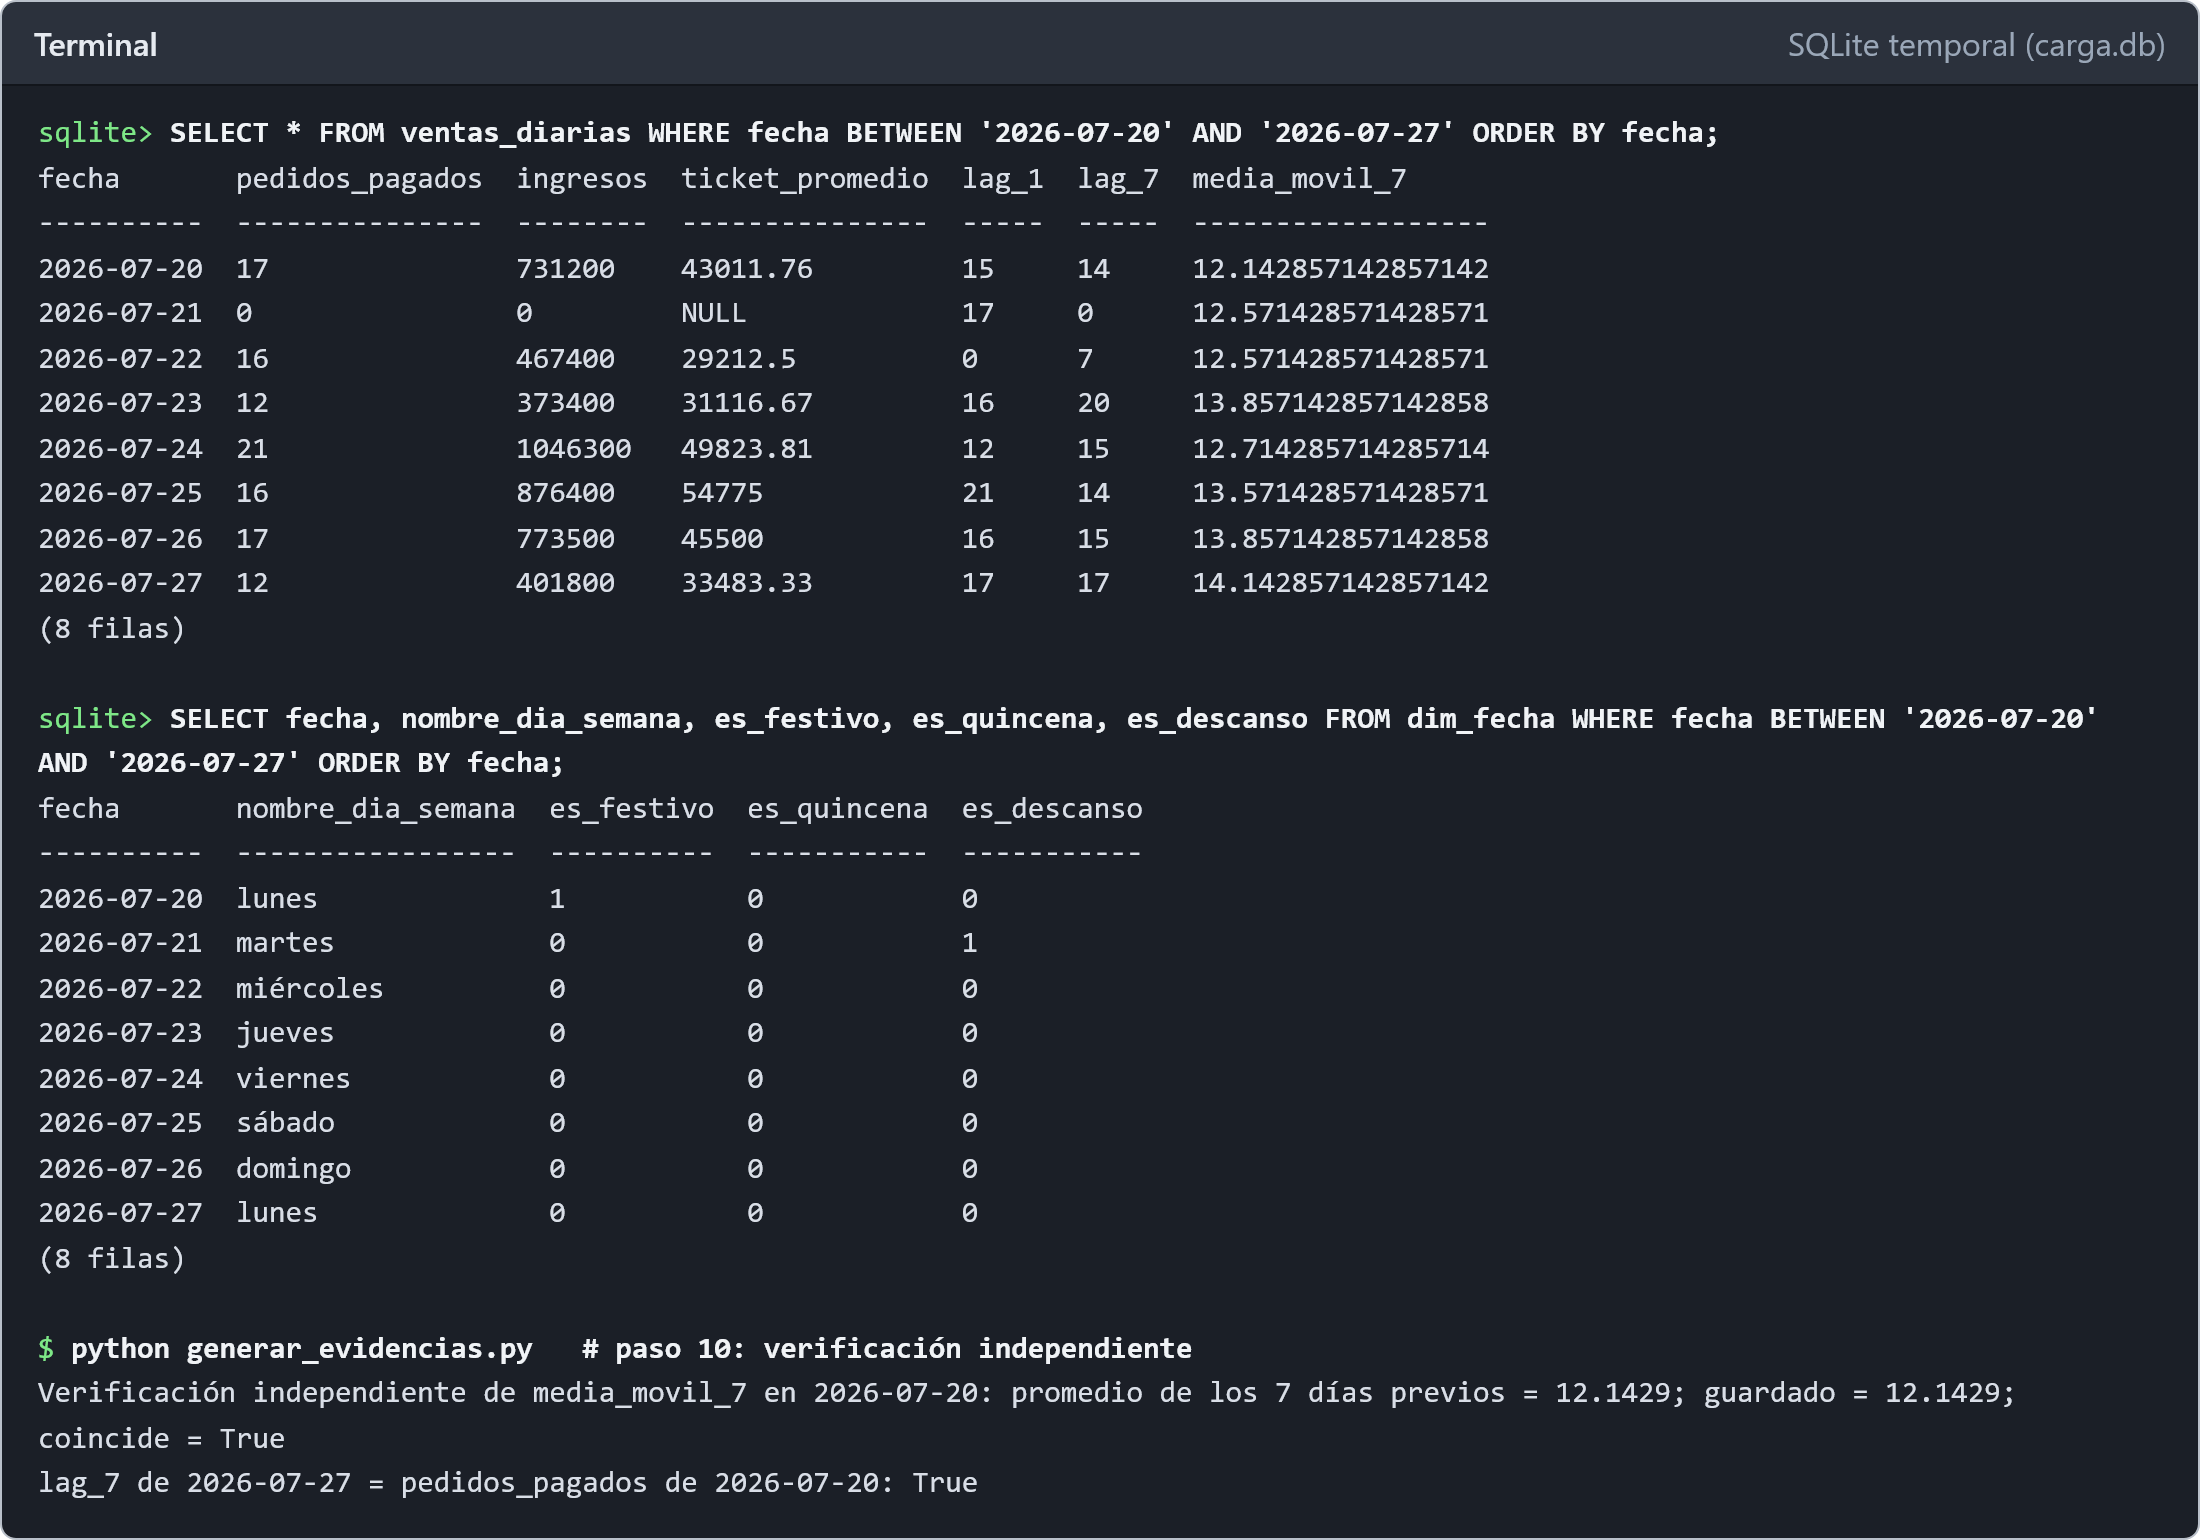 Terminal
SQLite temporal (carga.db)
sqlite> SELECT * FROM ventas_diarias WHERE fecha BETWEEN '2026-07-20' AND '2026-07-27' ORDER BY fecha;
fecha       pedidos_pagados  ingresos  ticket_promedio  lag_1  lag_7  media_movil_7
----------  ---------------  --------  ---------------  -----  -----  ------------------
2026-07-20  17               731200    43011.76         15     14     12.142857142857142
2026-07-21  0                0         NULL             17     0      12.571428571428571
2026-07-22  16               467400    29212.5          0      7      12.571428571428571
2026-07-23  12               373400    31116.67         16     20     13.857142857142858
2026-07-24  21               1046300   49823.81         12     15     12.714285714285714
2026-07-25  16               876400    54775            21     14     13.571428571428571
2026-07-26  17               773500    45500            16     15     13.857142857142858
2026-07-27  12               401800    33483.33         17     17     14.142857142857142
(8 filas)
sqlite> SELECT fecha, nombre_dia_semana, es_festivo, es_quincena, es_descanso FROM dim_fecha WHERE fecha BETWEEN '2026-07-20'
AND '2026-07-27' ORDER BY fecha;
fecha       nombre_dia_semana  es_festivo  es_quincena  es_descanso
----------  -----------------  ----------  -----------  -----------
2026-07-20  lunes              1           0            0
2026-07-21  martes             0           0            1
2026-07-22  miércoles          0           0            0
2026-07-23  jueves             0           0            0
2026-07-24  viernes            0           0            0
2026-07-25  sábado             0           0            0
2026-07-26  domingo            0           0            0
2026-07-27  lunes              0           0            0
(8 filas)
$ python generar_evidencias.py   # paso 10: verificación independiente
Verificación independiente de media_movil_7 en 2026-07-20: promedio de los 7 días previos = 12.1429; guardado = 12.1429;
coincide = True
lag_7 de 2026-07-27 = pedidos_pagados de 2026-07-20: True